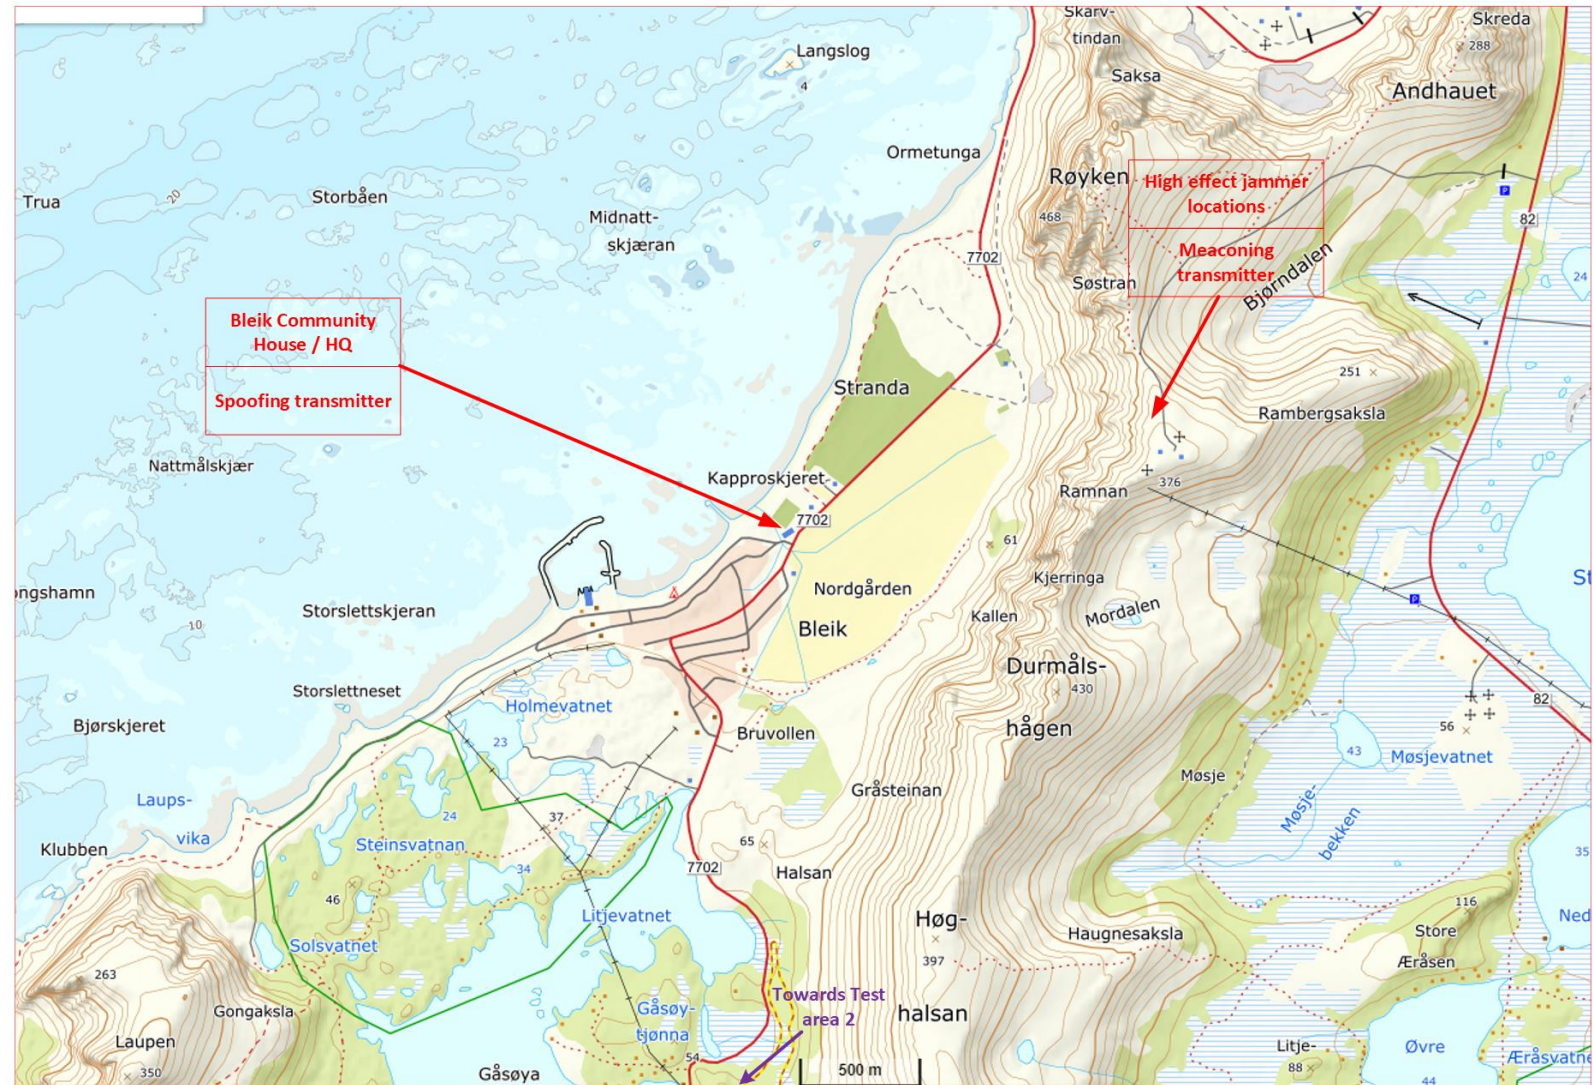 Skarv-
tindan
Skreda
288
Langslog
4
Saksa
Andhauet
Ormetunga
Røyken
468
High effect jammer
locations
Meaconing
transmitter
Bjørndalen
Trua
20
Storbåen
Midnatt-
skjæran
82
7702
Søstran
24
Bleik Community
House / HQ
Spoofing transmitter
Stranda
251
Rambergsaksla
Nattmålskjær
Kapproskjeret
376
Ramnan
7702
61
Kjerringa
Nordgården
Mordalen
Storslettskjeran
10
Kallen
Bleik
Durmåls-
hågen
430
Storslettneset
Holmevatnet
82
Bjørskjeret
23
Bruvollen
56
43
Møsjevatnet
Møsje
Gråsteinan
Møsje-
bekken
Laups-
vika
24
37
Steinsvatnan
Klubben
65
34
7702
Halsan
35
46
Litjevatnet
116
Høg-
halsan
397
Haugnesaksla
Store
Æråsen
Solsvatnet
263
Gongaksla
Towards Test
area 2
Gåsøy-
tjønna
Laupen
350
54
500 m
Gåsøya
Litje-
88
Øvre
44